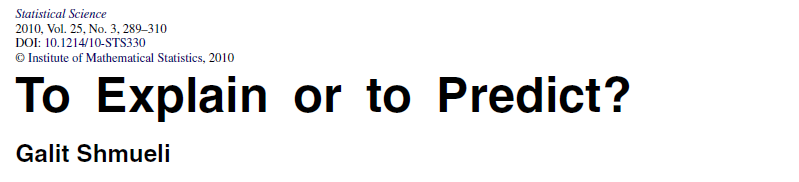 Statistical Science
2010, Vol. 25, No. 3, 289–310
DOI: 10.1214/10-STS330
© Institute of Mathematical Statistics, 2010
To Explain or to Predict?
Galit Shmueli